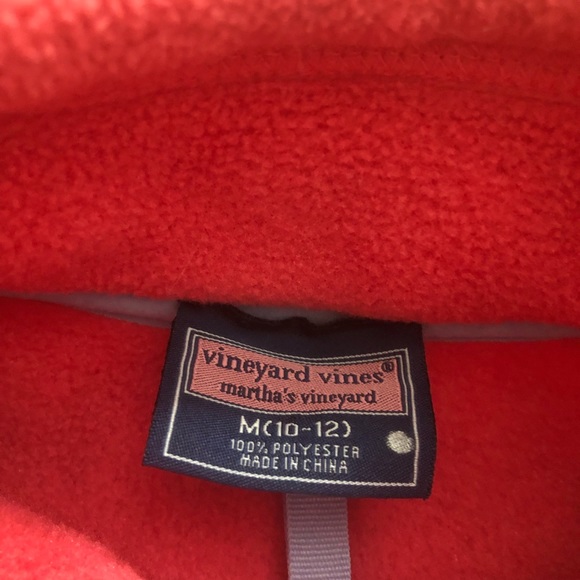 vineyard vines®
martha's vineyard
M(10-12)
100% POLYESTER
MADE IN CHINA